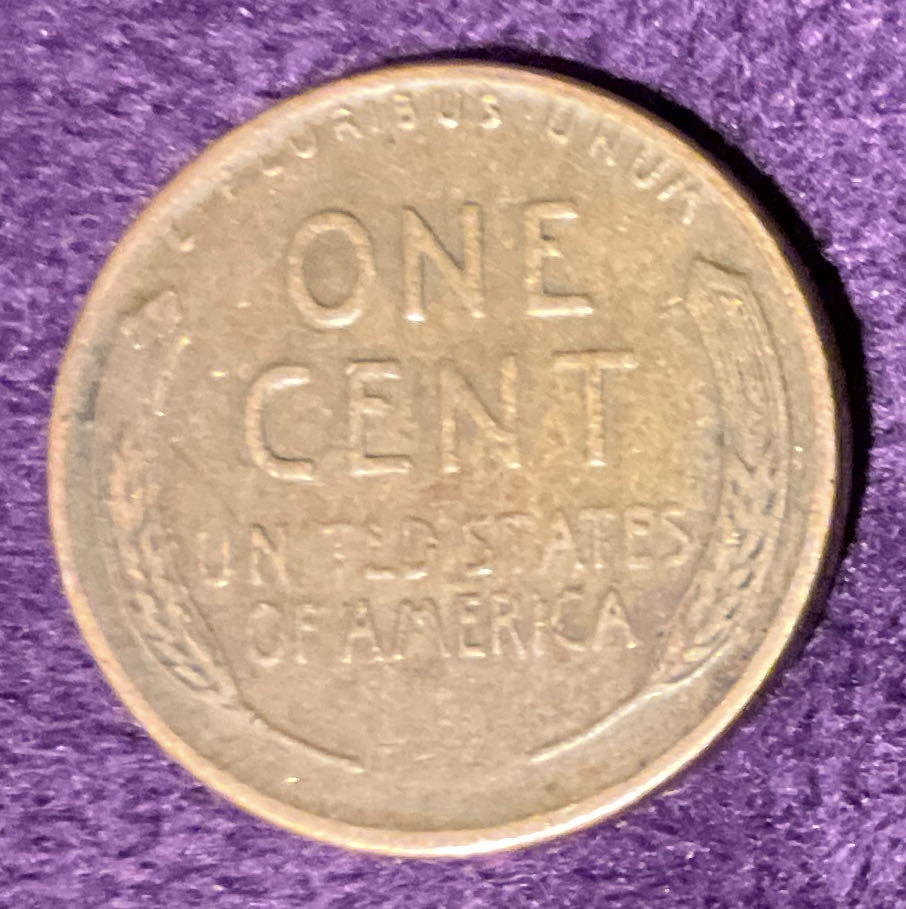 E PLURIBUS · UNUM
ONE
CENT
UNITED STATES
OF AMERICA